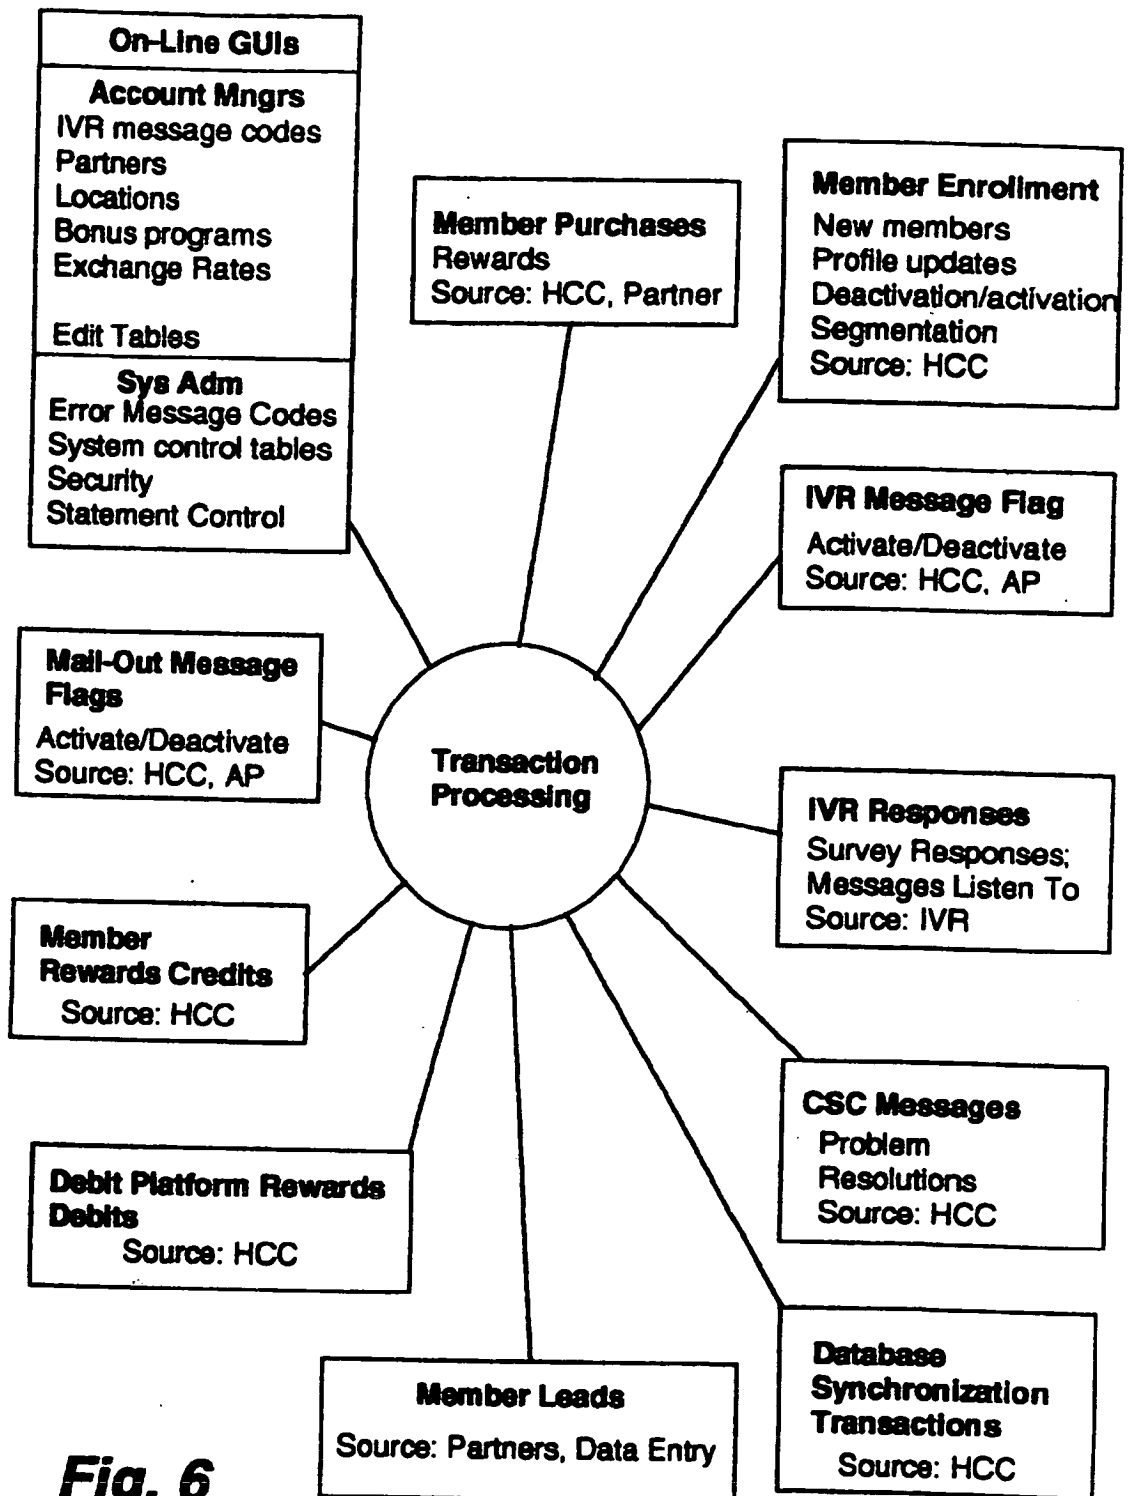 On-Line GUIs
Account Mngrs
IVR message codes
Partners
Locations
Bonus programs
Exchange Rates
Edit Tables
Sys Adm
Error Message Codes
System control tables
Security
Statement Control
Member Purchases
Rewards
Source: HCC, Partner
Member Enrollment
New members
Profile updates
Deactivation/activation
Segmentation
Source: HCC
IVR Message Flag
Activate/Deactivate
Source: HCC, AP
Mail-Out Message
Flags
Activate/Deactivate
Source: HCC, AP
Transaction
Processing
IVR Responses
Survey Responses;
Messages Listen To
Source: IVR
Member
Rewards Credits
Source: HCC
CSC Messages
Problem
Resolutions
Source: HCC
Debit Platform Rewards
Debits
Source: HCC
Member Leads
Source: Partners, Data Entry
Database
Synchronization
Transactions
Source: HCC
Fig. 6